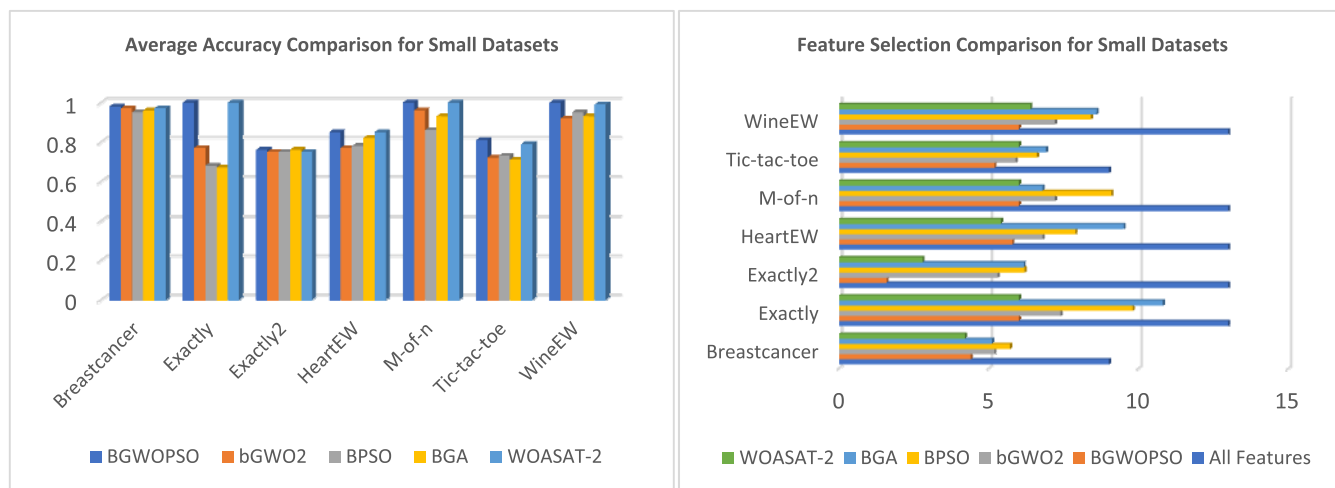 Average Accuracy Comparison for Small Datasets
1
0.8
0.6
0.4
0.2
0
Breastcancer
Exactly
Exactly2
HeartEW
M-of-n
Tic-tac-toe
WineEW
BGWOPSO bGWO2 BPSO BGA WOASAT-2
Feature Selection Comparison for Small Datasets
WineEW
Tic-tac-toe
M-of-n
HeartEW
Exactly2
Exactly
Breastcancer
0 5 10 15
WOASAT-2 BGA BPSO bGWO2 BGWOPSO All Features